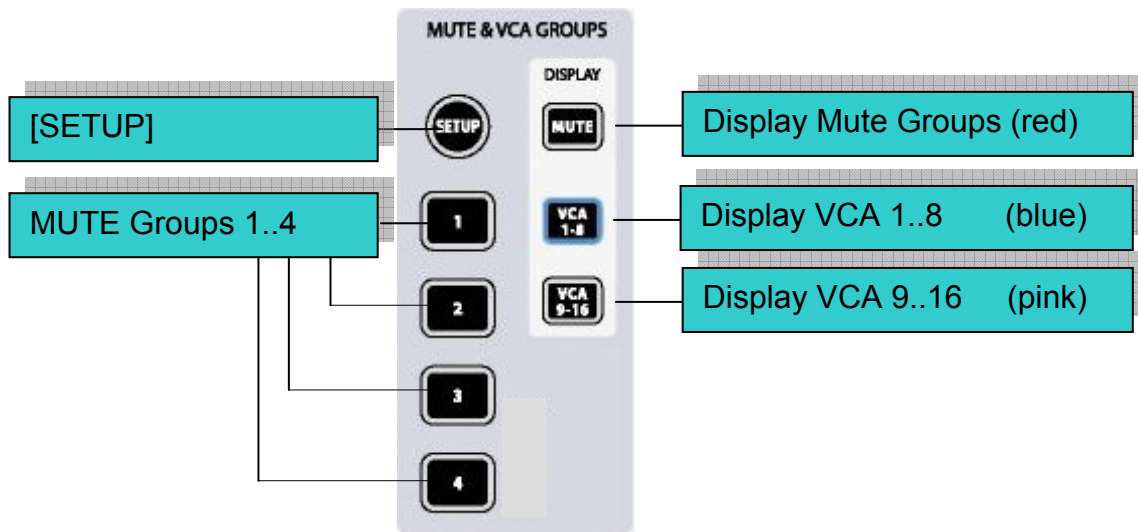 MUTE & VCA GROUPS
DISPLAY
[SETUP]
SETUP
MUTE
Display Mute Groups (red)
MUTE Groups 1..4
1
VCA
1-8
Display VCA 1..8 (blue)
2
VCA
9-16
Display VCA 9..16 (pink)
3
4